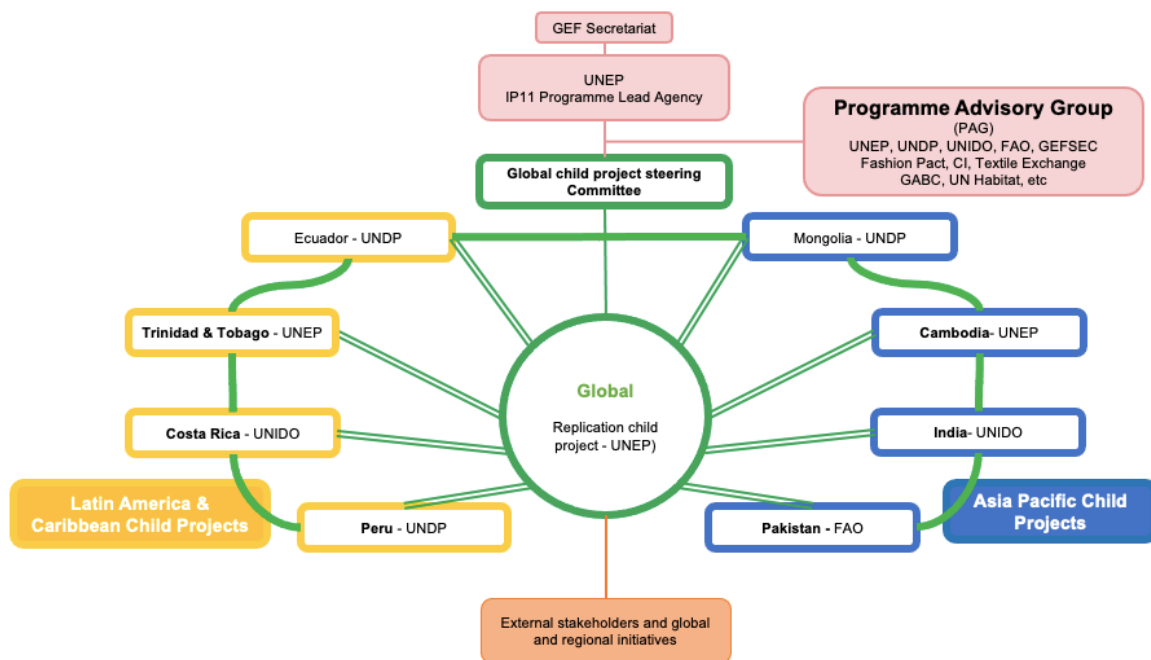 GEF Secretariat
UNEP
IP11 Programme Lead Agency
Programme Advisory Group
(PAG)
UNEP, UNDP, UNIDO, FAO, GEFSEC
Fashion Pact, CI, Textile Exchange
GABC, UN Habitat, etc
Global child project steering
Committee
Ecuador - UNDP
Mongolia - UNDP
Trinidad & Tobago - UNEP
Cambodia- UNEP
Global
Replication child
project - UNEP)
Costa Rica - UNIDO
India- UNIDO
Latin America &
Caribbean Child Projects
Peru - UNDP
Pakistan - FAO
Asia Pacific Child
Projects
External stakeholders and global
and regional initiatives